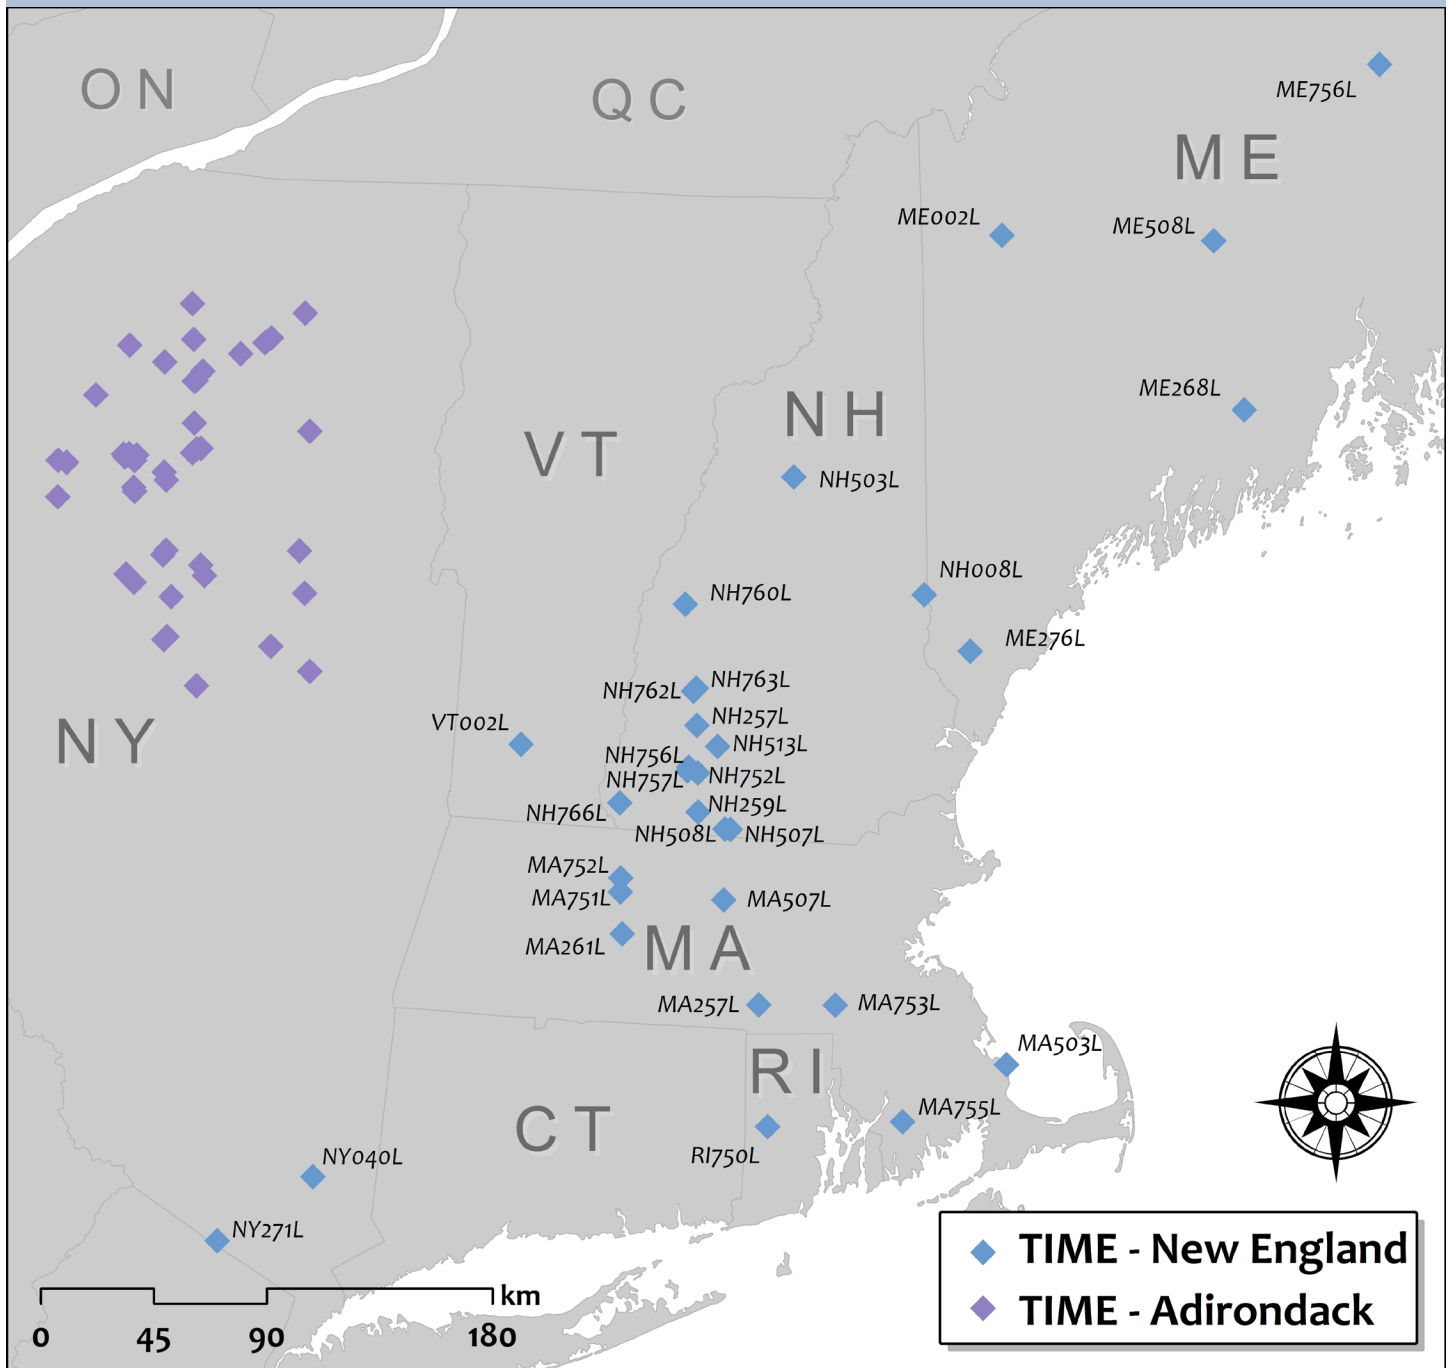 ON
QC
ME756L
ME
ME002L
ME508L
ME268L
NH
VT
NH503L
NH008L
NH760L
ME276L
NH763L
NH762L
NH257L
VT002L
NY
NH513L
NH756L
NH752L
NH757L
NH259L
NH766L
NH508L
NH507L
MA752L
MA751L
MA507L
MA261L
MA
MA257L
MA753L
MA503L
RI
MA755L
CT
RI750L
NY040L
NY271L
TIME - New England
TIME - Adirondack
km
0 45 90 180